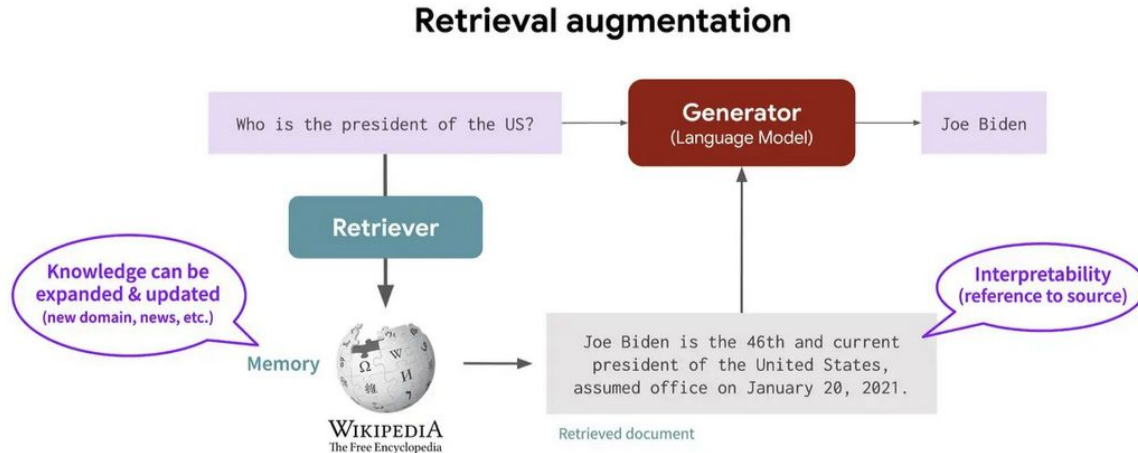 Retrieval augmentation
Who is the president of the US?
Generator
(Language Model)
Joe Biden
Retriever
Knowledge can be
expanded & updated
(new domain, news, etc.)
Interpretability
(reference to source)
Memory
Ω
W
И
維
WIKIPEDIA
The Free Encyclopedia
Joe Biden is the 46th and current
president of the United States,
assumed office on January 20, 2021.
Retrieved document